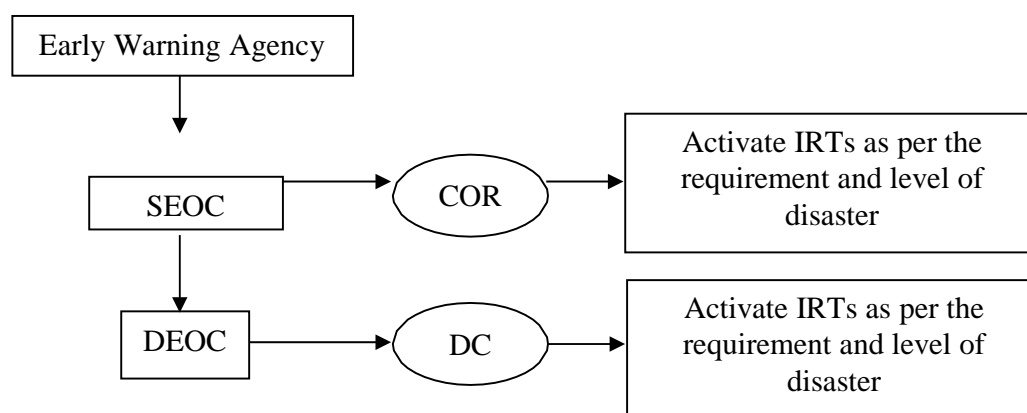 Early Warning Agency
SEOC
COR
Activate IRTs as per the
requirement and level of
disaster
DEOC
DC
Activate IRTs as per the
requirement and level of
disaster